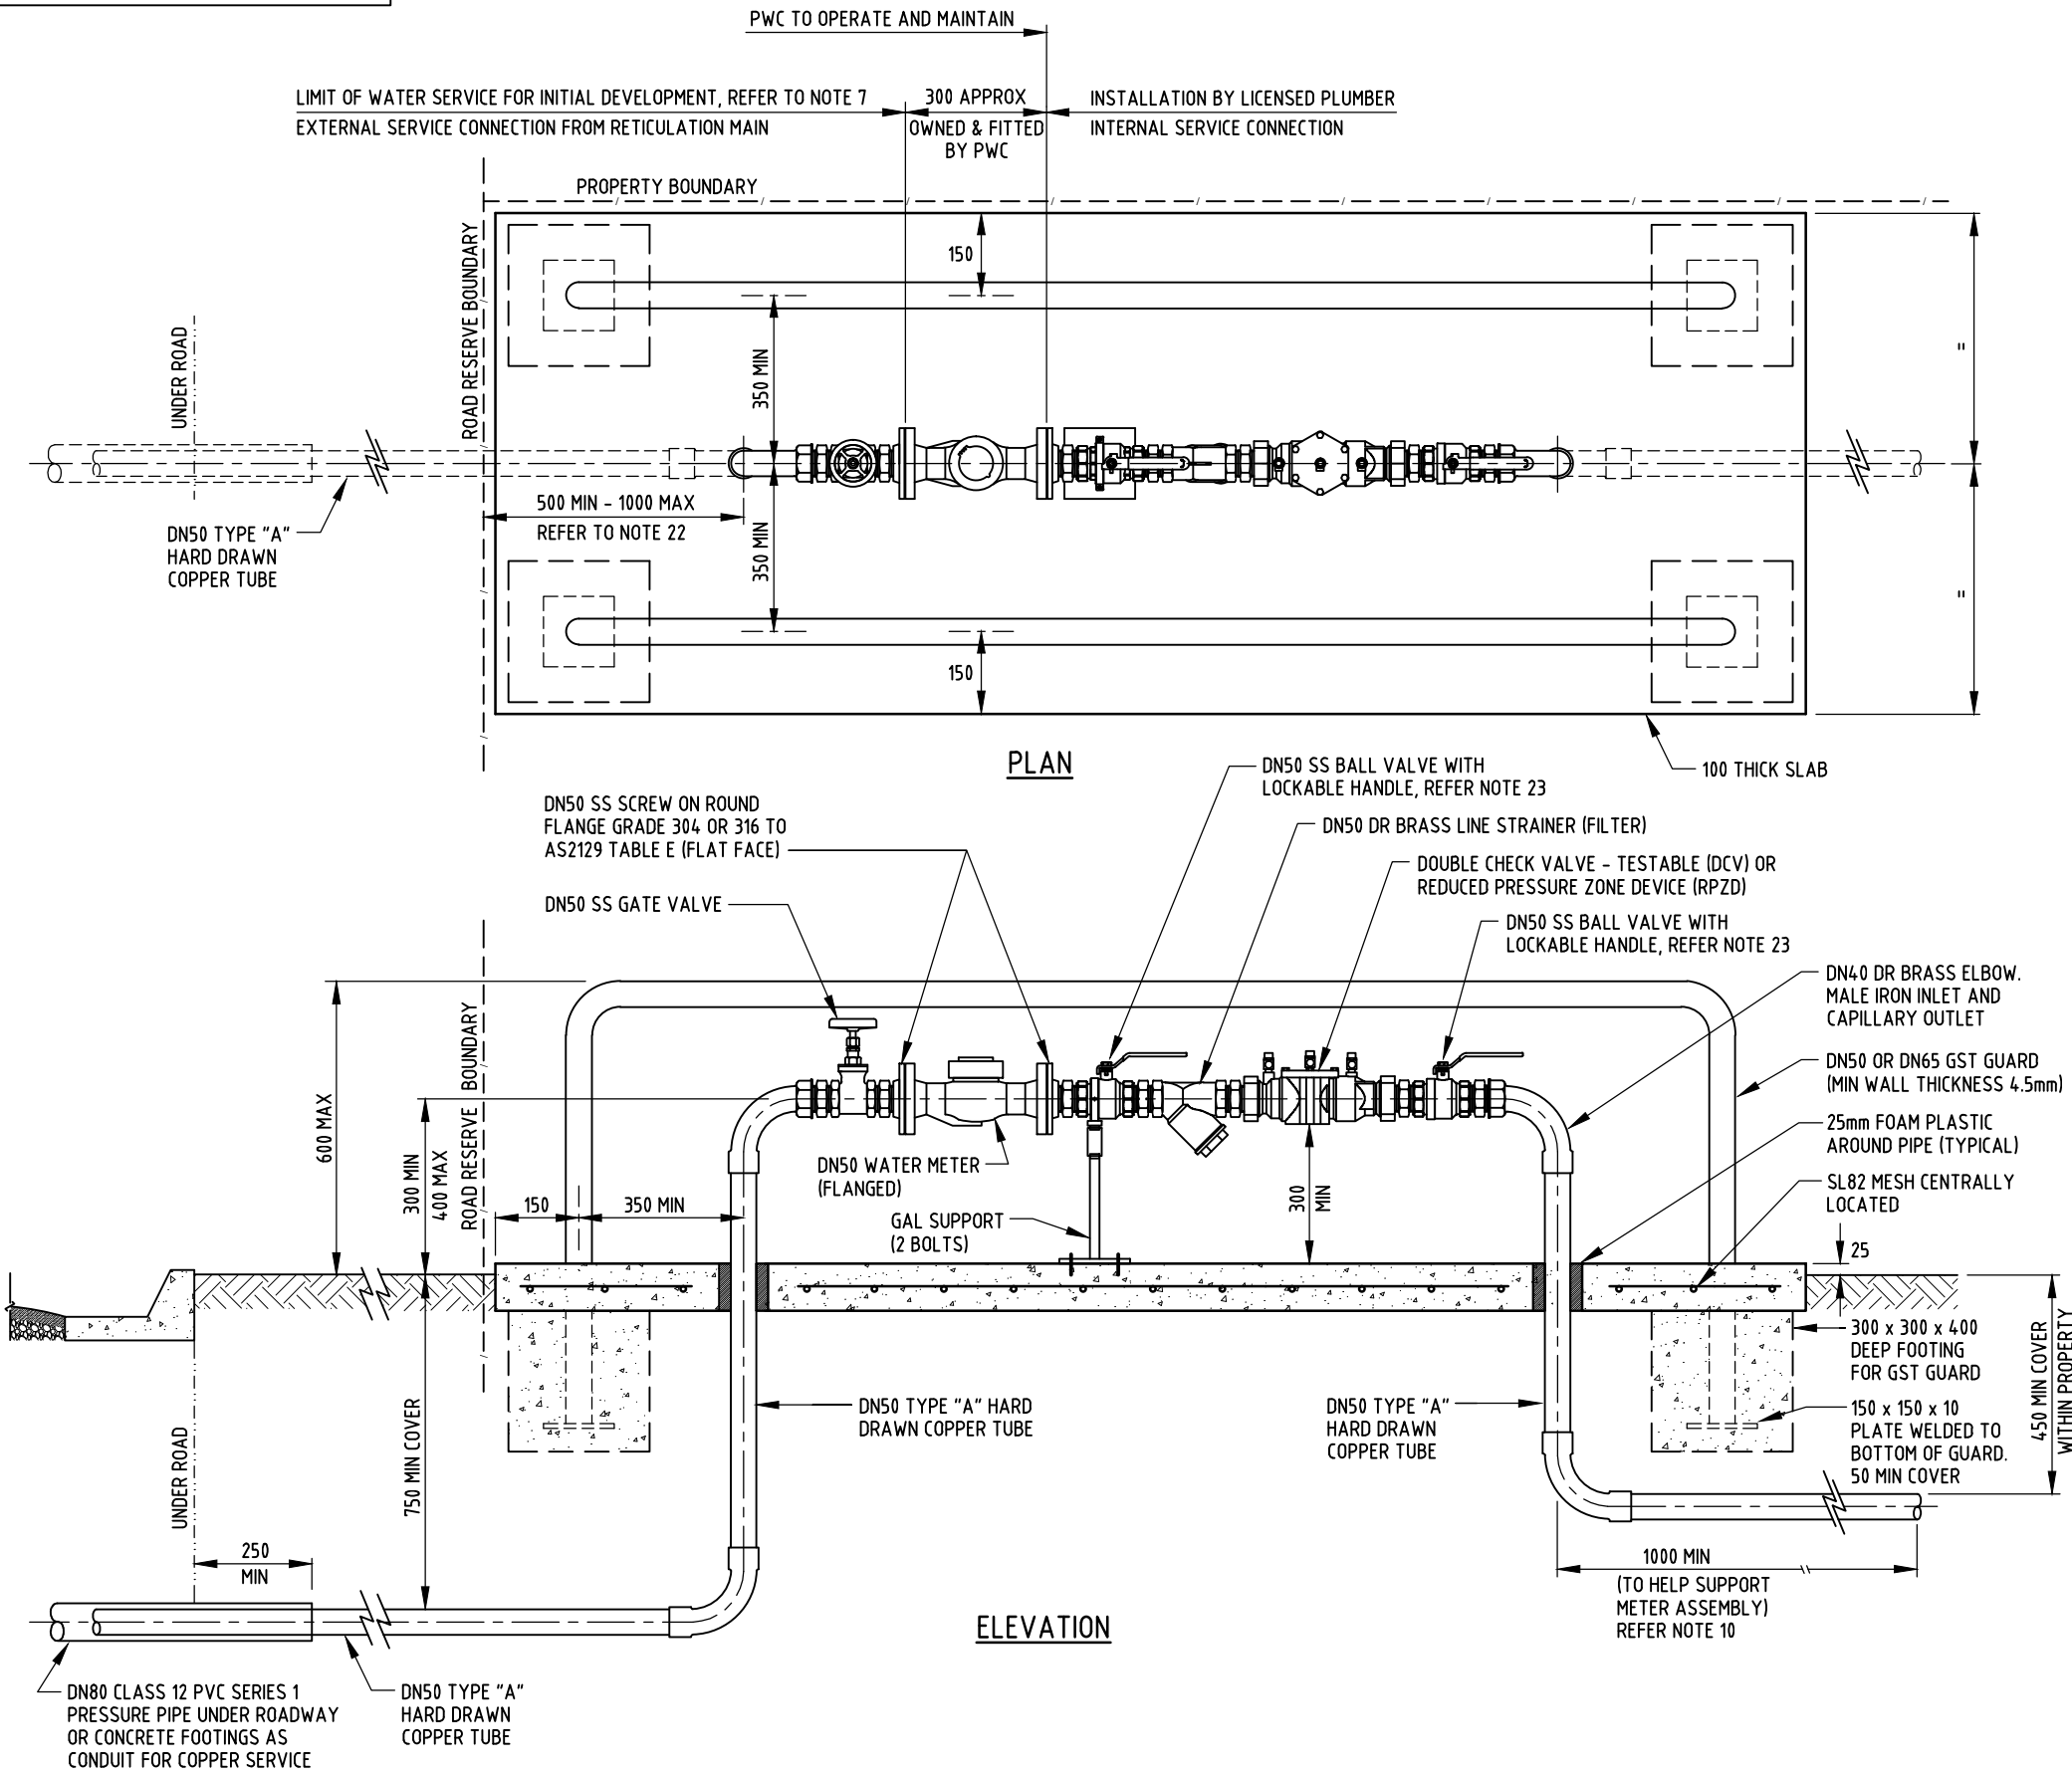 PWC TO OPERATE AND MAINTAIN
LIMIT OF WATER SERVICE FOR INITIAL DEVELOPMENT, REFER TO NOTE 7
EXTERNAL SERVICE CONNECTION FROM RETICULATION MAIN
300 APPROX
OWNED & FITTED
BY PWC
INSTALLATION BY LICENSED PLUMBER
INTERNAL SERVICE CONNECTION
PROPERTY BOUNDARY
ROAD RESERVE BOUNDARY
UNDER ROAD
150
350 MIN
=
500 MIN - 1000 MAX
REFER TO NOTE 22
350 MIN
=
150
DN50 TYPE "A"
HARD DRAWN
COPPER TUBE
PLAN
100 THICK SLAB
DN50 SS BALL VALVE WITH
LOCKABLE HANDLE, REFER NOTE 23
DN50 SS SCREW ON ROUND
FLANGE GRADE 304 OR 316 TO
AS2129 TABLE E (FLAT FACE)
DN50 DR BRASS LINE STRAINER (FILTER)
DOUBLE CHECK VALVE - TESTABLE (DCV) OR
REDUCED PRESSURE ZONE DEVICE (RPZD)
DN50 SS GATE VALVE
DN50 SS BALL VALVE WITH
LOCKABLE HANDLE, REFER NOTE 23
DN40 DR BRASS ELBOW.
MALE IRON INLET AND
CAPILLARY OUTLET
DN50 OR DN65 GST GUARD
(MIN WALL THICKNESS 4.5mm)
25mm FOAM PLASTIC
AROUND PIPE (TYPICAL)
SL82 MESH CENTRALLY
LOCATED
25
600 MAX
300 MIN
400 MAX
ROAD RESERVE BOUNDARY
150
350 MIN
DN50 WATER METER
(FLANGED)
GAL SUPPORT
(2 BOLTS)
300
MIN
300 x 300 x 400
DEEP FOOTING
FOR GST GUARD
450 MIN COVER
WITHIN PROPERTY
150 x 150 x 10
PLATE WELDED TO
BOTTOM OF GUARD.
50 MIN COVER
DN50 TYPE "A" HARD
DRAWN COPPER TUBE
DN50 TYPE "A"
HARD DRAWN
COPPER TUBE
750 MIN COVER
UNDER ROAD
250
MIN
1000 MIN
(TO HELP SUPPORT
METER ASSEMBLY)
REFER NOTE 10
ELEVATION
DN80 CLASS 12 PVC SERIES 1
PRESSURE PIPE UNDER ROADWAY
OR CONCRETE FOOTINGS AS
CONDUIT FOR COPPER SERVICE
DN50 TYPE "A"
HARD DRAWN
COPPER TUBE